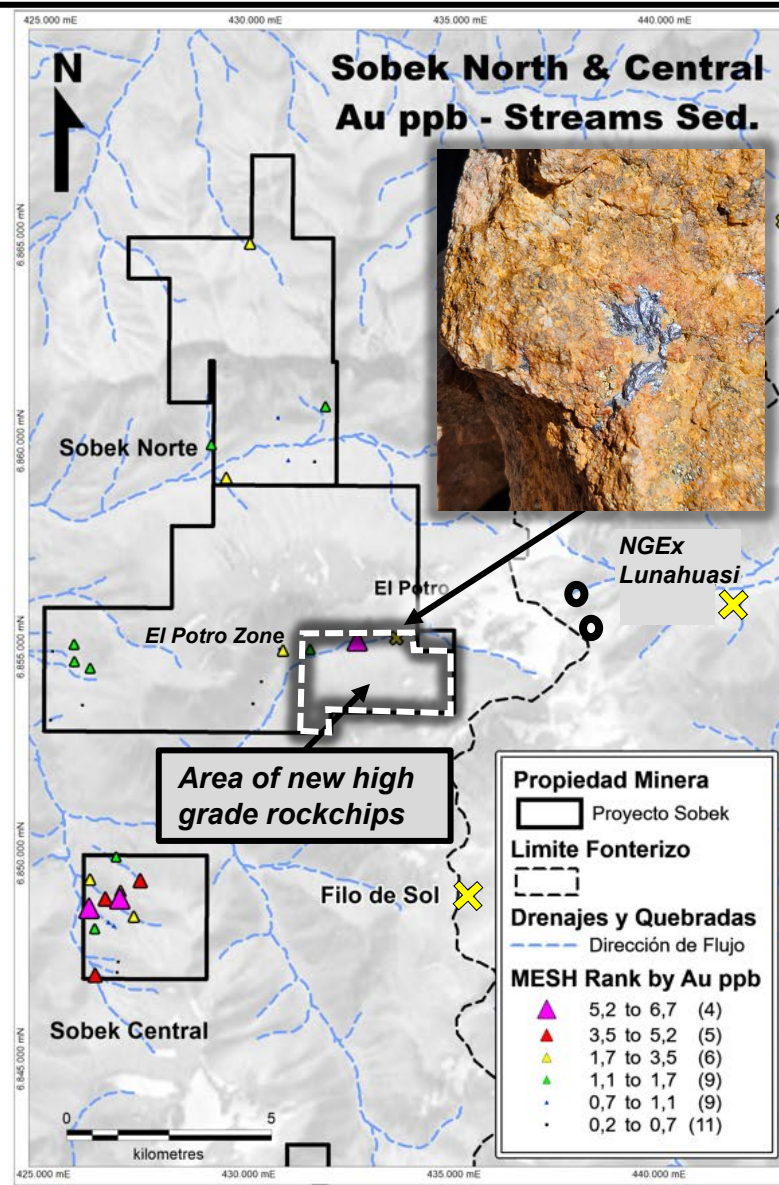 425.000 mE 430.000 mE 435.000 mE 440.000 mE
N
Sobek North & Central
Au ppb - Streams Sed.
6.865.000 mN
6.860.000 mN
Sobek Norte
NGEx
Lunahuasi
El Potro
El Potro Zone
6.855.000 mN
Area of new high
grade rockchips
6.850.000 mN
Filo de Sol
Sobek Central
6.845.000 mN
0 5
kilometres
Propiedad Minera
Proyecto Sobek
Limite Fonterizo
Drenajes y Quebradas
Dirección de Flujo
MESH Rank by Au ppb
5,2 to 6,7 (4)
3,5 to 5,2 (5)
1,7 to 3,5 (6)
1,1 to 1,7 (9)
0,7 to 1,1 (9)
0,2 to 0,7 (11)
425.000 mE 430.000 mE 435.000 mE 440.000 mE